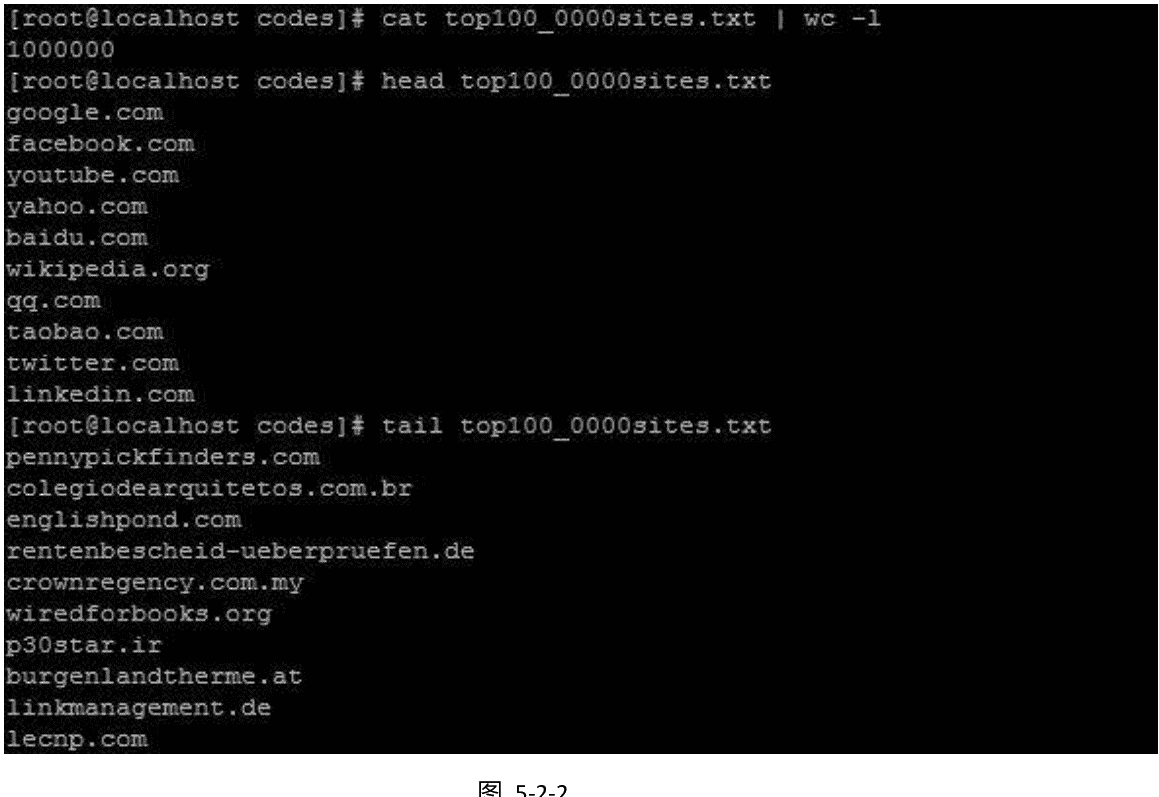 [root@localhost codes]# cat top100_0000sites.txt | wc -l
1000000
[root@localhost codes]# head top100_0000sites.txt
google.com
facebook.com
youtube.com
yahoo.com
baidu.com
wikipedia.org
qq.com
taobao.com
twitter.com
linkedin.com
[root@localhost codes]# tail top100_0000sites.txt
pennypickfinders.com
colegiodearquitetos.com.br
englishpond.com
rentenbescheid-ueberpruefen.de
crownregency.com.my
wiredforbooks.org
p30star.ir
burgenlandtherme.at
linkmanagement.de
lecnp.com
图 5-2-2